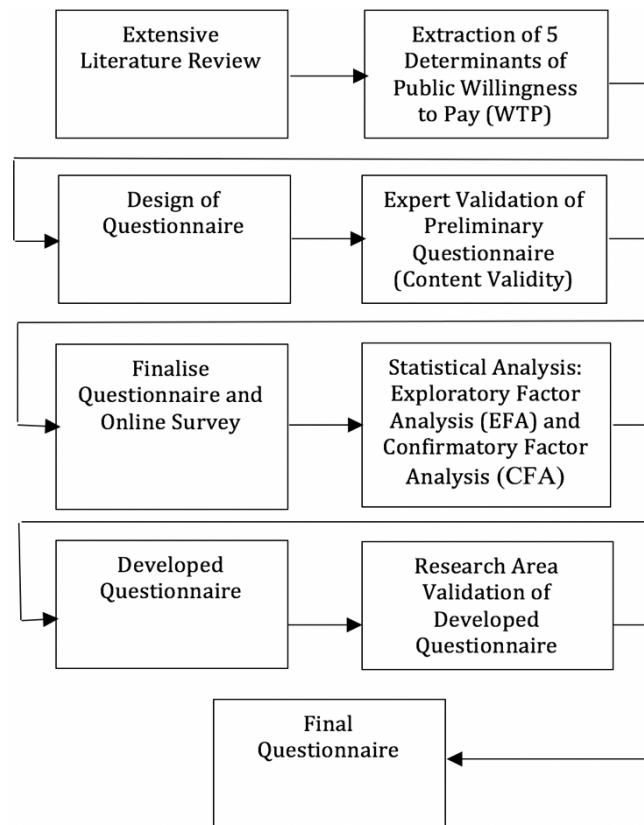 Extensive
Literature Review
Extraction of 5
Determinants of
Public Willingness
to Pay (WTP)
Design of
Questionnaire
Expert Validation of
Preliminary
Questionnaire
(Content Validity)
Finalise
Questionnaire and
Online Survey
Statistical Analysis:
Exploratory Factor
Analysis (EFA) and
Confirmatory Factor
Analysis (CFA)
Developed
Questionnaire
Research Area
Validation of
Developed
Questionnaire
Final
Questionnaire